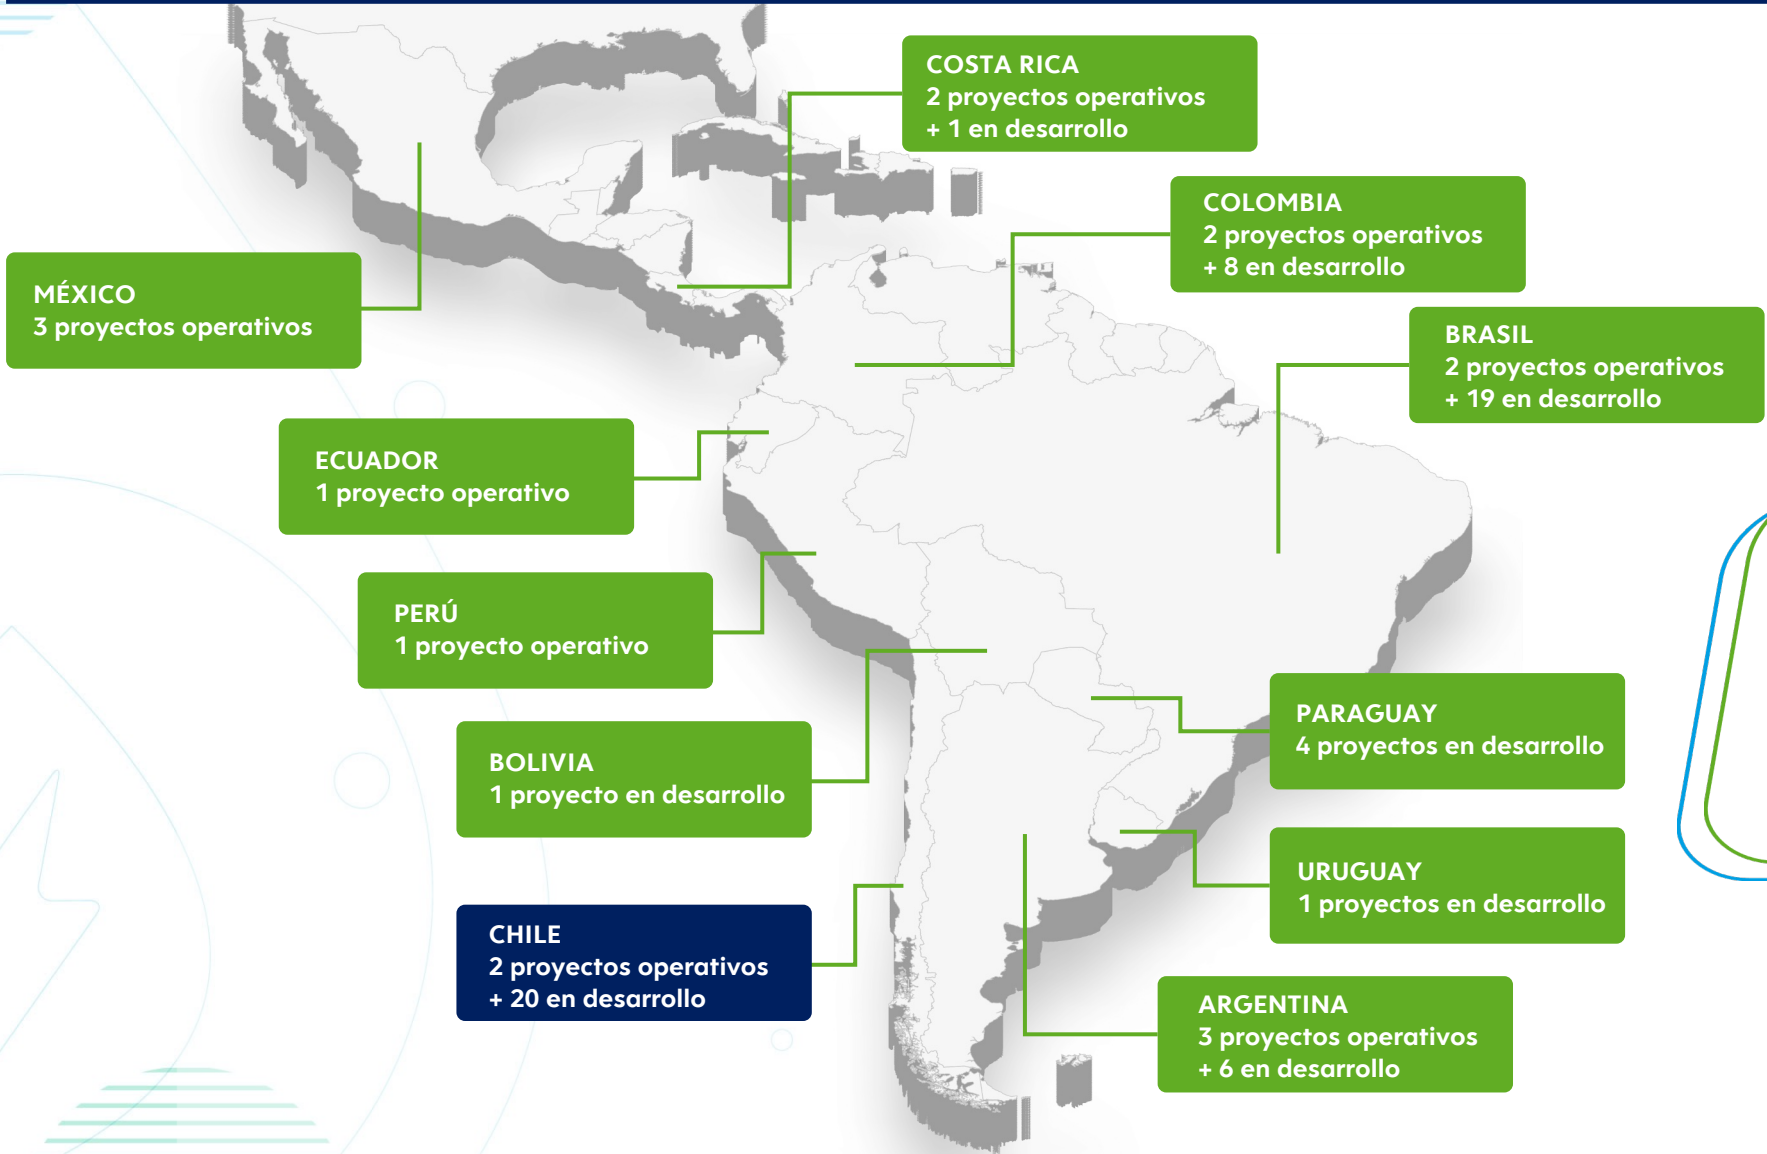 COSTA RICA
2 proyectos operativos
+ 1 en desarrollo
COLOMBIA
2 proyectos operativos
+ 8 en desarrollo
MÉXICO
3 proyectos operativos
BRASIL
2 proyectos operativos
+ 19 en desarrollo
ECUADOR
1 proyecto operativo
PERÚ
1 proyecto operativo
PARAGUAY
4 proyectos en desarrollo
BOLIVIA
1 proyecto en desarrollo
URUGUAY
1 proyectos en desarrollo
CHILE
2 proyectos operativos
+ 20 en desarrollo
ARGENTINA
3 proyectos operativos
+ 6 en desarrollo